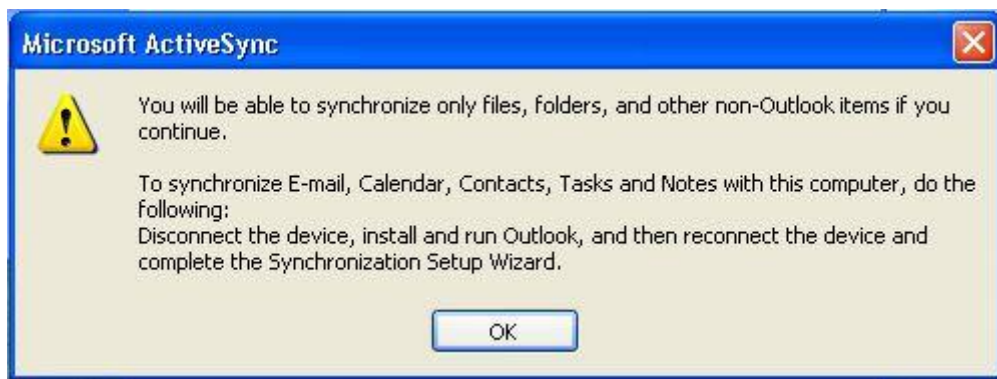 Microsoft ActiveSync
You will be able to synchronize only files, folders, and other non-Outlook items if you
continue.
To synchronize E-mail, Calendar, Contacts, Tasks and Notes with this computer, do the
following:
Disconnect the device, install and run Outlook, and then reconnect the device and
complete the Synchronization Setup Wizard.
OK